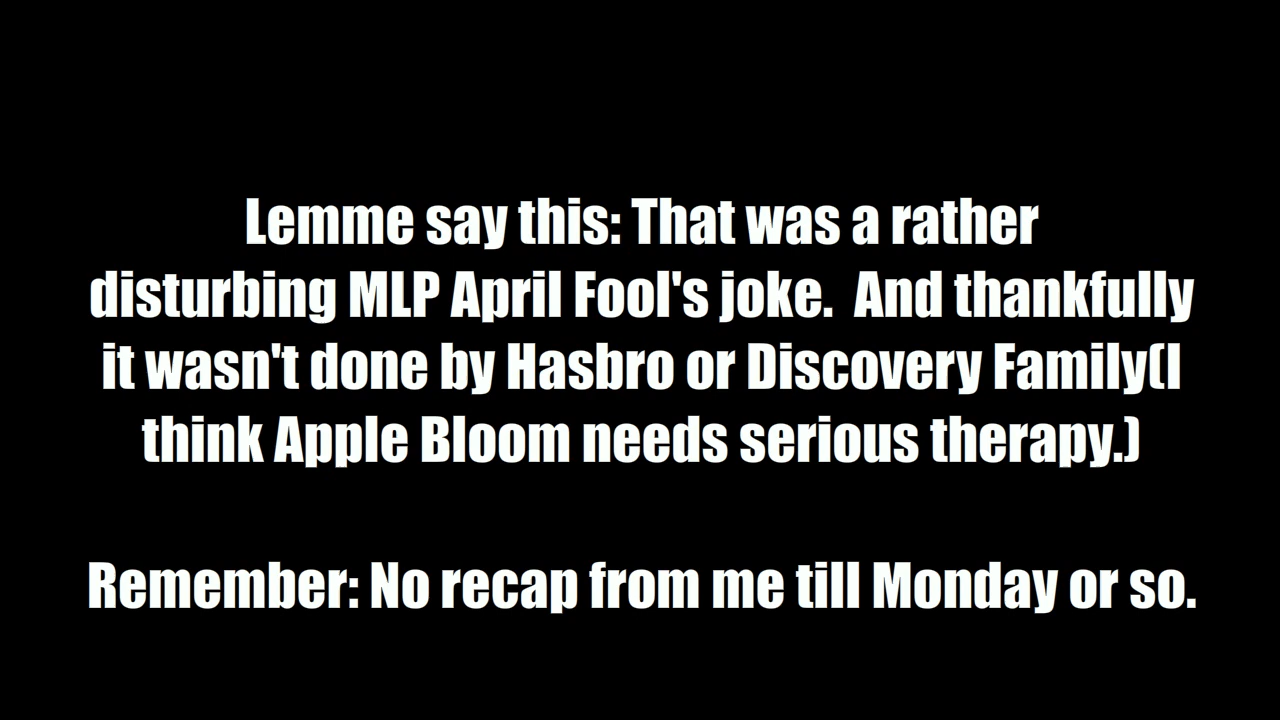 Lemme say this: That was a rather
disturbing MLP April Fool's joke.  And thankfully
it wasn't done by Hasbro or Discovery Family(I
think Apple Bloom needs serious therapy.)
Remember: No recap from me till Monday or so.